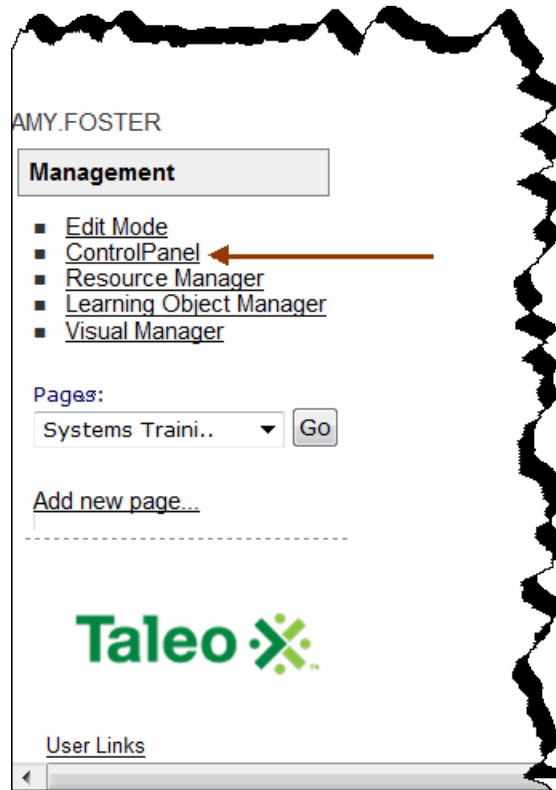 AMY.FOSTER
Management
Edit Mode
ControlPanel
Resource Manager
Learning Object Manager
Visual Manager
Pages:
Systems Traini..
Go
Add new page...
Taleo
User Links